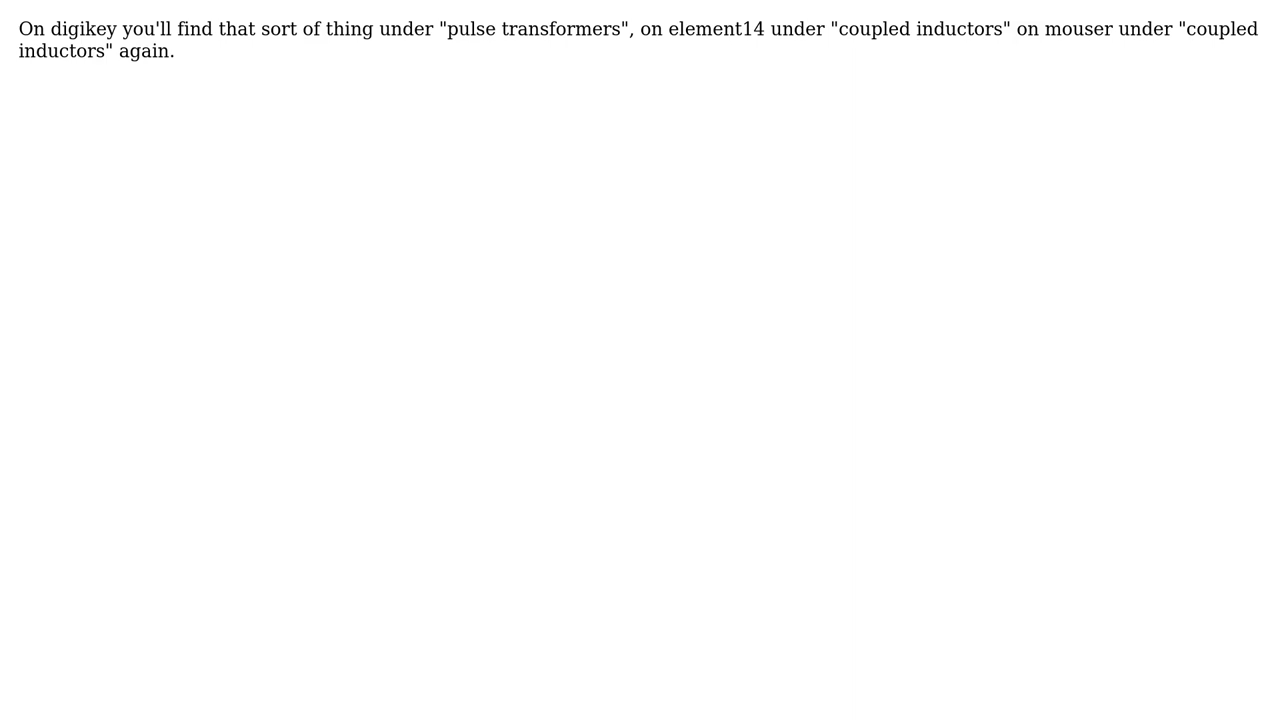 On digikey you'll find that sort of thing under "pulse transformers", on element14 under "coupled inductors" on mouser under "coupled
inductors" again.